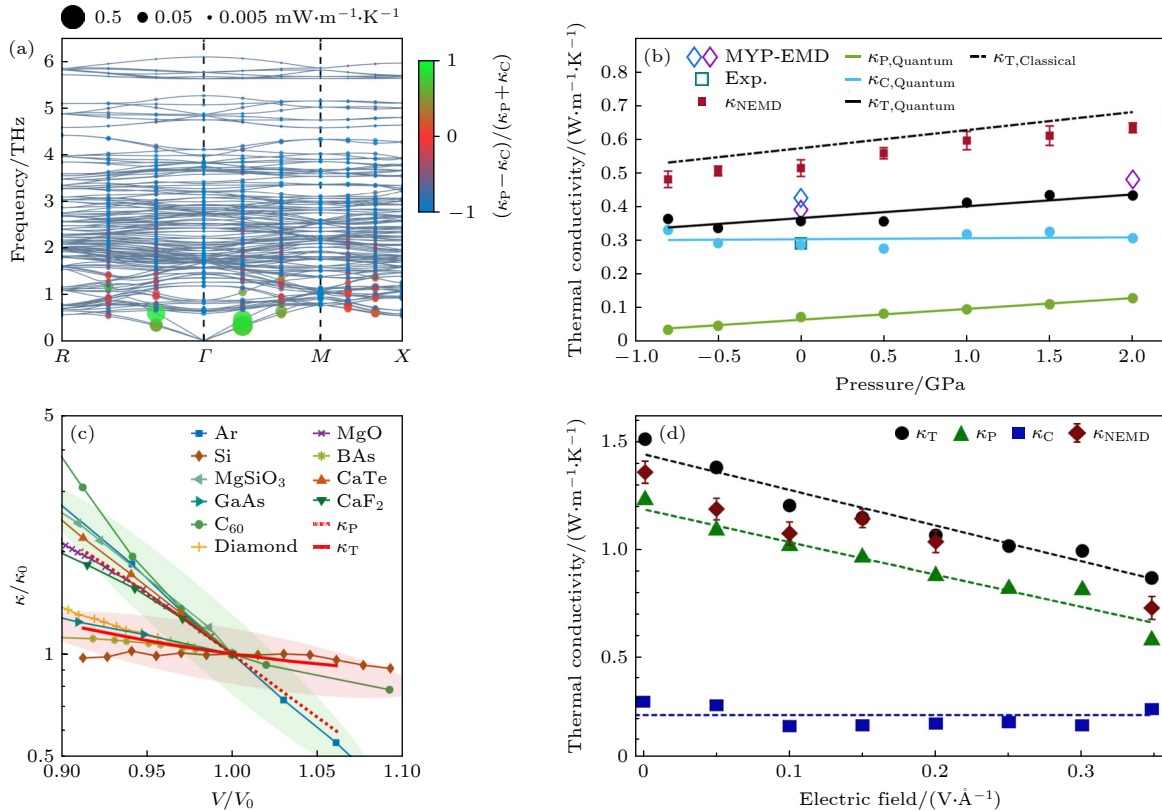 0.5 0.05 0.005 mW·m⁻¹·K⁻¹
(a)
6
5
4
3
2
1
0
Frequency/THz
R Γ M X
1
0
−1
(κP−κC)/(κP+κC)
(b)
MYP-EMD
Exp.
κNEMD
κP,Quantum
κC,Quantum
κT,Quantum
κT,Classical
0.8
0.7
0.6
0.5
0.4
0.3
0.2
0.1
0
Thermal conductivity/(W·m⁻¹·K⁻¹)
−1.0 −0.5 0 0.5 1.0 1.5 2.0
Pressure/GPa
(c)
Ar
Si
MgSiO₃
GaAs
C₆₀
Diamond
MgO
BAs
CaTe
CaF₂
κP
κT
5
1
0.5
κ/κ₀
0.90 0.95 1.00 1.05 1.10
V/V₀
(d)
κT κP κC κNEMD
1.5
1.0
0.5
0
Thermal conductivity/(W·m⁻¹·K⁻¹)
0 0.1 0.2 0.3
Electric field/(V·Å⁻¹)